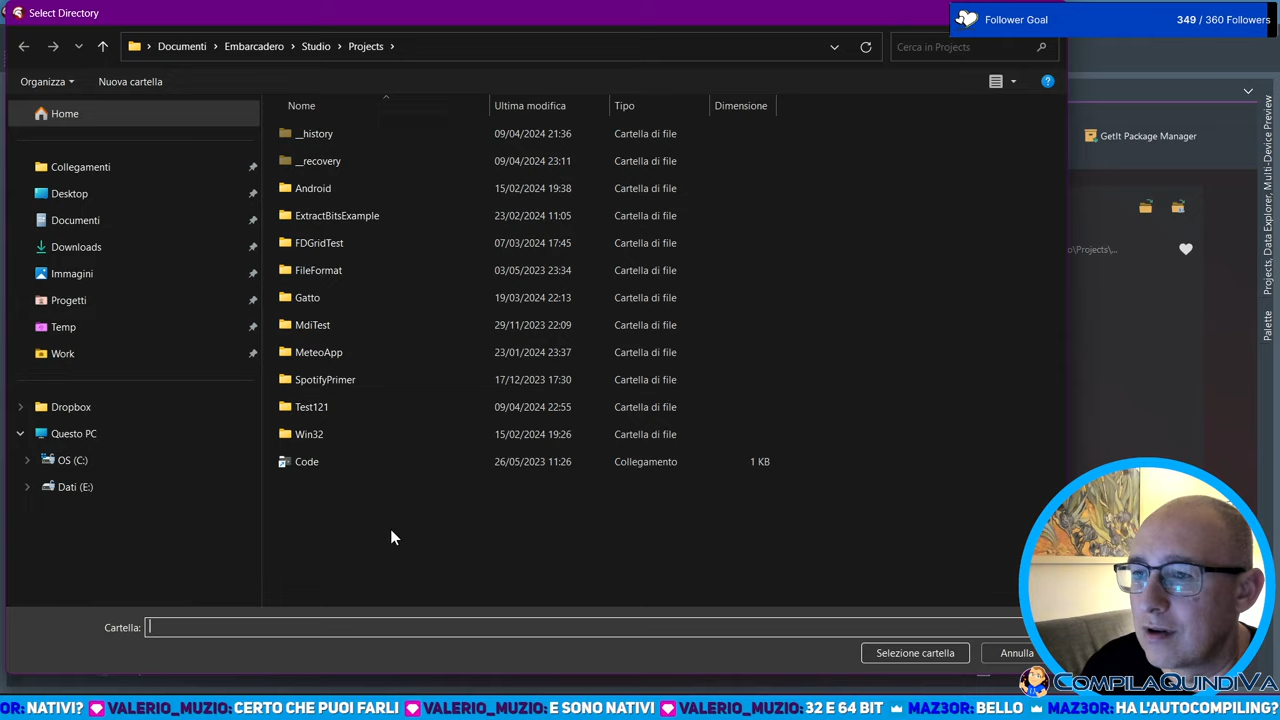 Select Directory
Follower Goal 349 / 360 Followers
Documenti > Embarcadero > Studio > Projects >
Cerca in Projects
Organizza Nuova cartella
Nome Ultima modifica Tipo Dimensione
Home
Collegamenti
Desktop
Documenti
Downloads
Immagini
Progetti
Temp
Work
Dropbox
Questo PC
OS (C:)
Dati (E:)
__history 09/04/2024 21:36 Cartella di file
__recovery 09/04/2024 23:11 Cartella di file
Android 15/02/2024 19:38 Cartella di file
ExtractBitsExample 23/02/2024 11:05 Cartella di file
FDGridTest 07/03/2024 17:45 Cartella di file
FileFormat 03/05/2023 23:34 Cartella di file
Gatto 19/03/2024 22:13 Cartella di file
MdiTest 29/11/2023 22:09 Cartella di file
MeteoApp 23/01/2024 23:37 Cartella di file
SpotifyPrimer 17/12/2023 17:30 Cartella di file
Test121 09/04/2024 22:55 Cartella di file
Win32 15/02/2024 19:26 Cartella di file
Code 26/05/2023 11:26 Collegamento 1 KB
GetIt Package Manager
o\Projects\...
Projects, Data Explorer, Multi-Device Preview
Palette
Cartella:
Selezione cartella Annulla
COMPILAQUINDIVA
OR: NATIVI? VALERIO_MUZIO: CERTO CHE PUOI FARLI VALERIO_MUZIO: E SONO NATIVI VALERIO_MUZIO: 32 E 64 BIT MAZ3OR: BELLO MAZ3OR: HA L'AUTOCOMPILING?